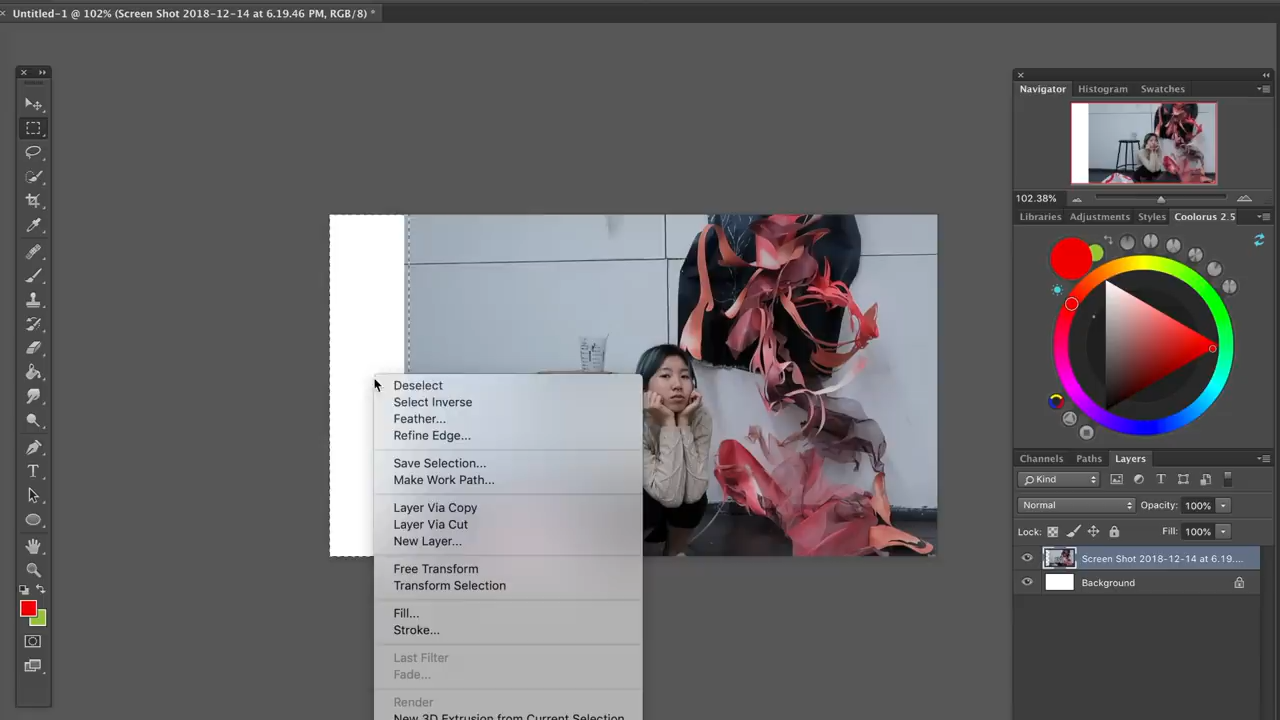 Untitled-1 @ 102% (Screen Shot 2018-12-14 at 6.19.46 PM, RGB/8) *
Navigator Histogram Swatches
102.38%
Libraries Adjustments Styles Coolorus 2.5
Deselect
Select Inverse
Feather...
Refine Edge...
Save Selection...
Make Work Path...
Layer Via Copy
Layer Via Cut
New Layer...
Free Transform
Transform Selection
Fill...
Stroke...
Last Filter
Fade...
Render
New 3D Extrusion from Current Selection
Channels Paths Layers
Kind
Normal Opacity: 100%
Lock: Fill: 100%
Screen Shot 2018-12-14 at 6.19....
Background